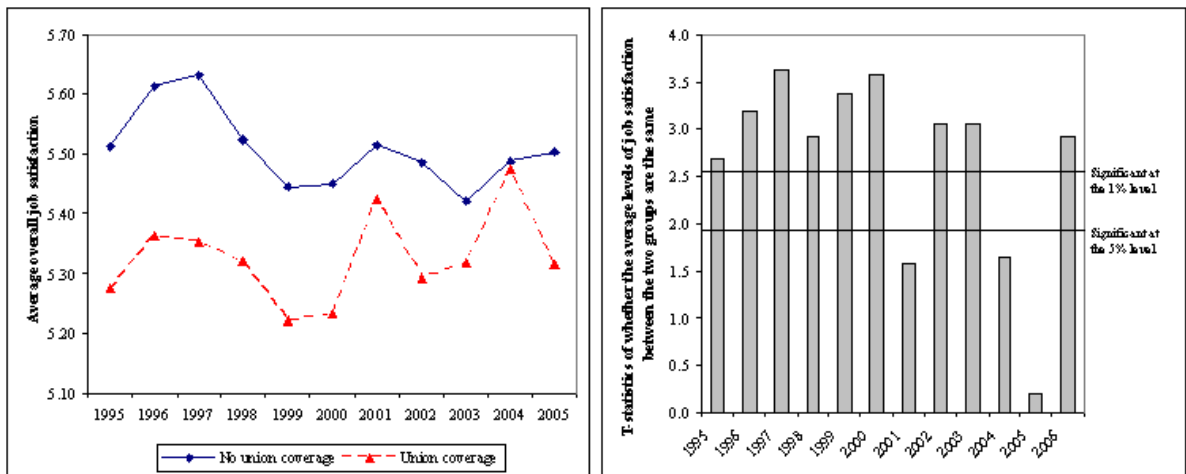 5.70
5.60
5.50
5.40
5.30
5.20
5.10
Average overall job satisfaction
1995 1996 1997 1998 1999 2000 2001 2002 2003 2004 2005
No union coverage
Union coverage
T-statistics of whether the average levels of job satisfaction
between the two groups are the same
4.0
3.5
3.0
2.5
2.0
1.5
1.0
0.5
0.0
Significant at
the 1% level
Significant at
the 5% level
1995 1996 1997 1998 1999 2000 2001 2002 2003 2004 2005 2006